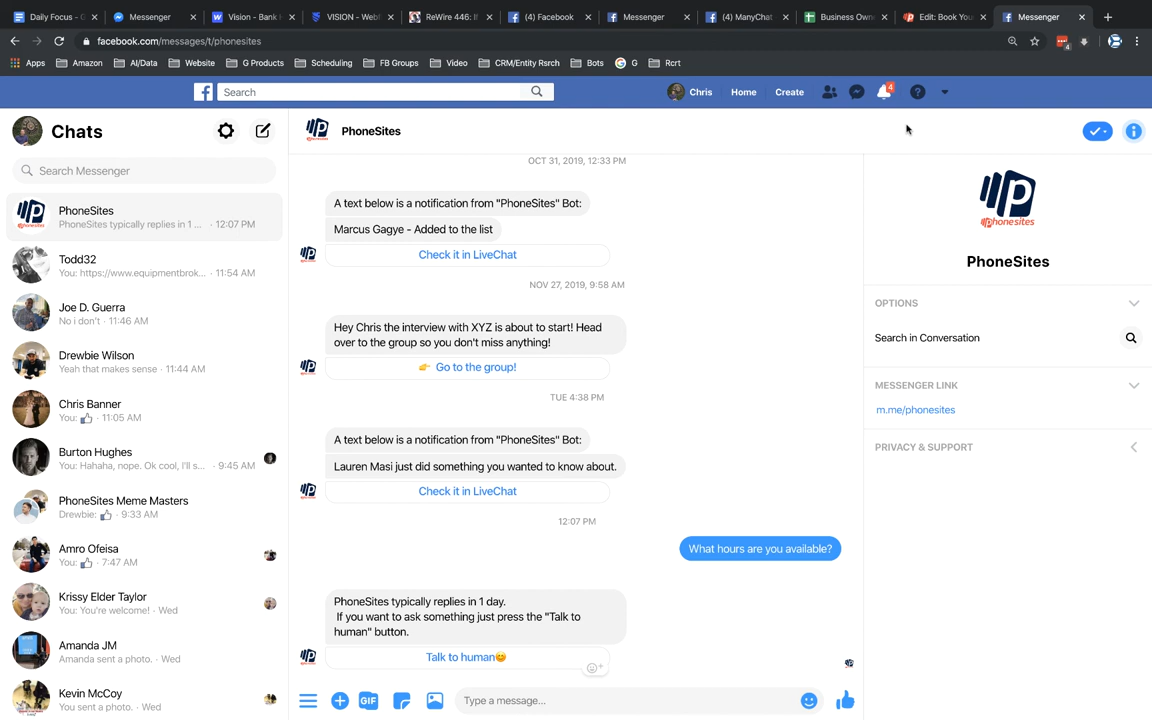 Daily Focus - G
Messenger
Vision - Bank
VISION - Web
ReWire 446: I
(4) Facebook
Messenger
(4) ManyChat
Business Own
Edit: Book You
Messenger
facebook.com/messages/t/phonesites
4
Apps
Amazon
AI/Data
Website
G Products
Scheduling
FB Groups
Video
CRM/Entity Rsrch
Bots
G
Rcrt
Search
Chris
Home
Create
4
Chats
Search Messenger
PhoneSites
PhoneSites typically replies in 1 ... · 12:07 PM
Todd32
You: https://www.equipmentbrok... · 11:54 AM
Joe D. Guerra
No i don't · 11:46 AM
Drewbie Wilson
Yeah that makes sense · 11:44 AM
Chris Banner
You: 👍 · 11:05 AM
Burton Hughes
You: Hahaha, nope. Ok cool, I'll s... · 9:45 AM
PhoneSites Meme Masters
Drewbie: 👍 · 9:33 AM
Amro Ofeisa
You: 👍 · 7:47 AM
Krissy Elder Taylor
You: You're welcome! · Wed
Amanda JM
Amanda sent a photo. · Wed
Kevin McCoy
You sent a photo. · Wed
PhoneSites
OCT 31, 2019, 12:33 PM
A text below is a notification from "PhoneSites" Bot:
Marcus Gagye - Added to the list
Check it in LiveChat
NOV 27, 2019, 9:58 AM
Hey Chris the interview with XYZ is about to start! Head
over to the group so you don't miss anything!
👉 Go to the group!
TUE 4:38 PM
A text below is a notification from "PhoneSites" Bot:
Lauren Masi just did something you wanted to know about.
Check it in LiveChat
12:07 PM
What hours are you available?
PhoneSites typically replies in 1 day.
If you want to ask something just press the "Talk to
human" button.
Talk to human😊
GIF
Type a message...
phonesites
PhoneSites
OPTIONS
Search in Conversation
MESSENGER LINK
m.me/phonesites
PRIVACY & SUPPORT